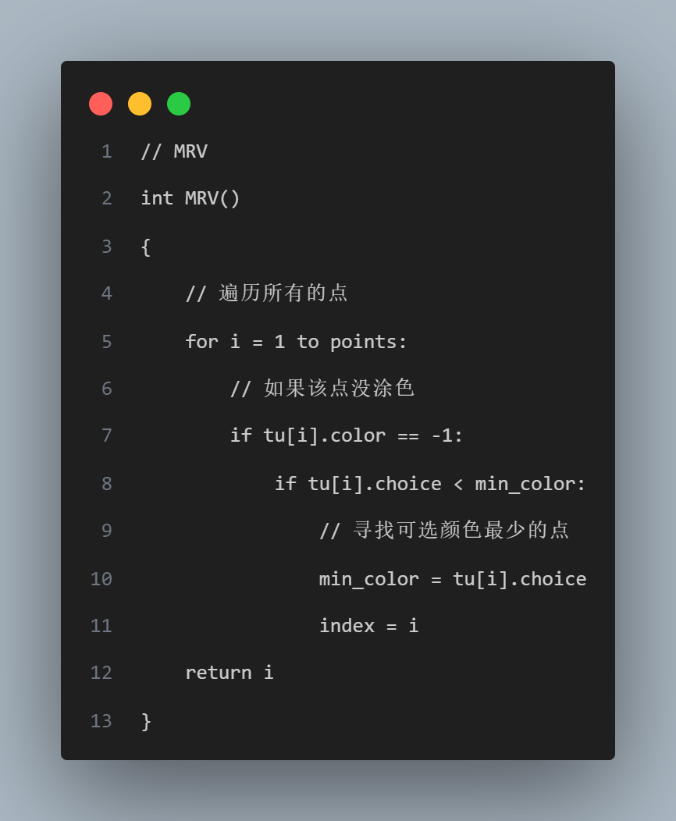 1 // MRV
2 int MRV()
3 {
4     // 遍历所有的点
5     for i = 1 to points:
6         // 如果该点没涂色
7         if tu[i].color == -1:
8             if tu[i].choice < min_color:
9                 // 寻找可选颜色最少的点
10                 min_color = tu[i].choice
11                 index = i
12     return i
13 }